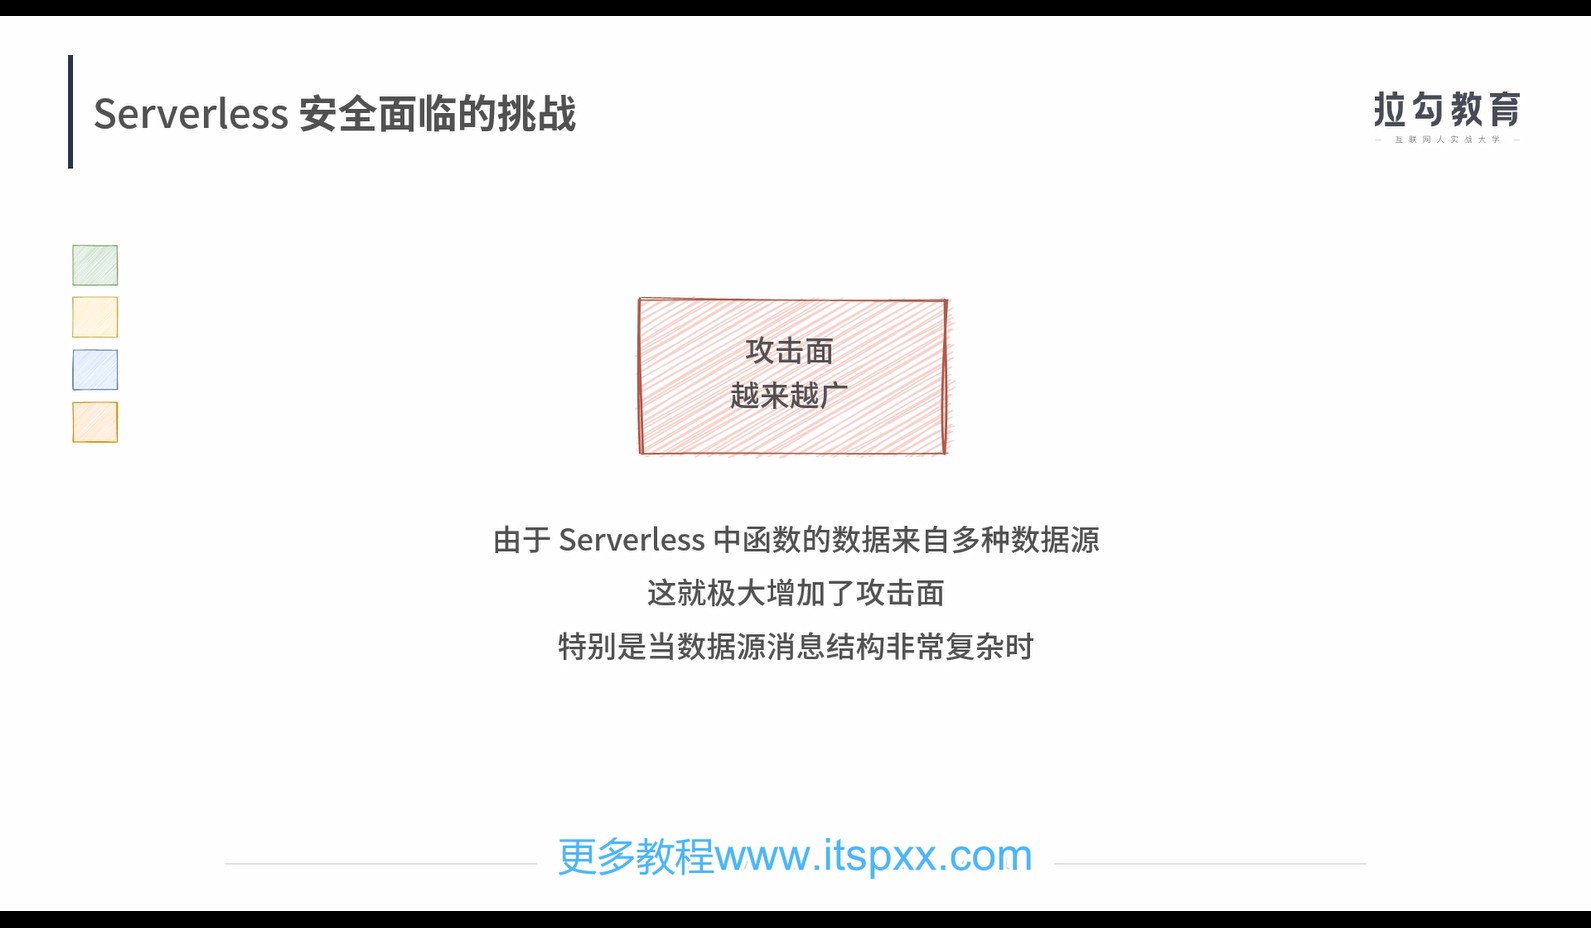 Serverless 安全面临的挑战
拉勾教育
互联网人实战大学
攻击面
越来越广
由于 Serverless 中函数的数据来自多种数据源
这就极大增加了攻击面
特别是当数据源消息结构非常复杂时
更多教程www.itspxx.com